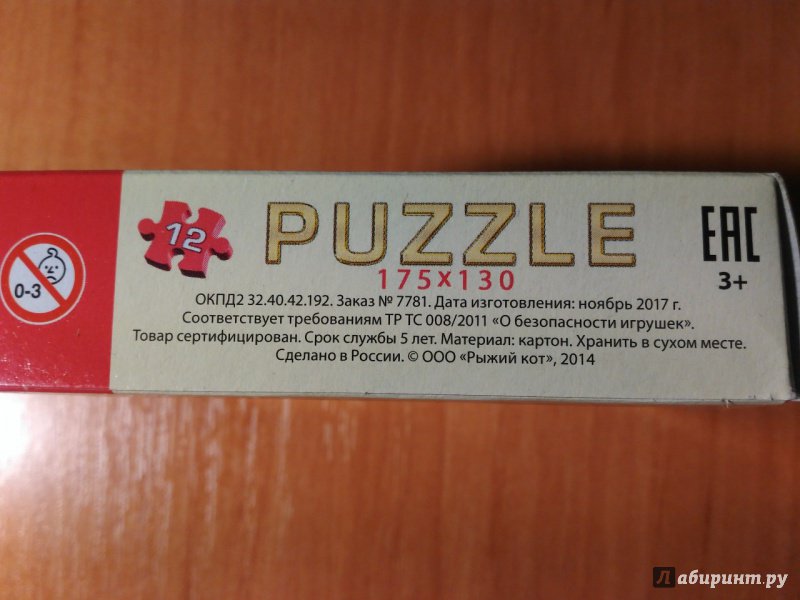 12
PUZZLE
175x130
EAC
3+
0-3
ОКПД2 32.40.42.192. Заказ № 7781. Дата изготовления: ноябрь 2017 г.
Соответствует требованиям ТР ТС 008/2011 «О безопасности игрушек».
Товар сертифицирован. Срок службы 5 лет. Материал: картон. Хранить в сухом месте.
Сделано в России. © ООО «Рыжий кот», 2014
Лабиринт.ру